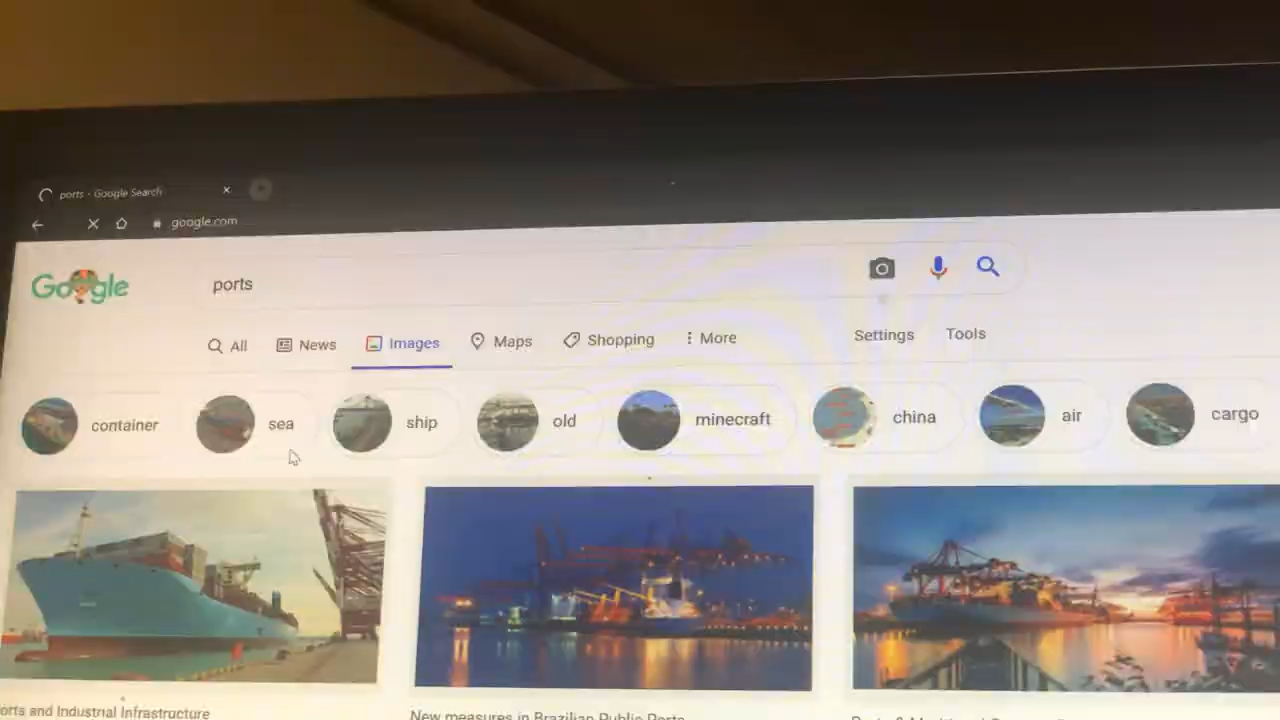 ports - Google Search
google.com
Google
ports
All News Images Maps Shopping More Settings Tools
container sea ship old minecraft china air cargo
orts and Industrial Infrastructure
New measures in Brazilian Public Ports